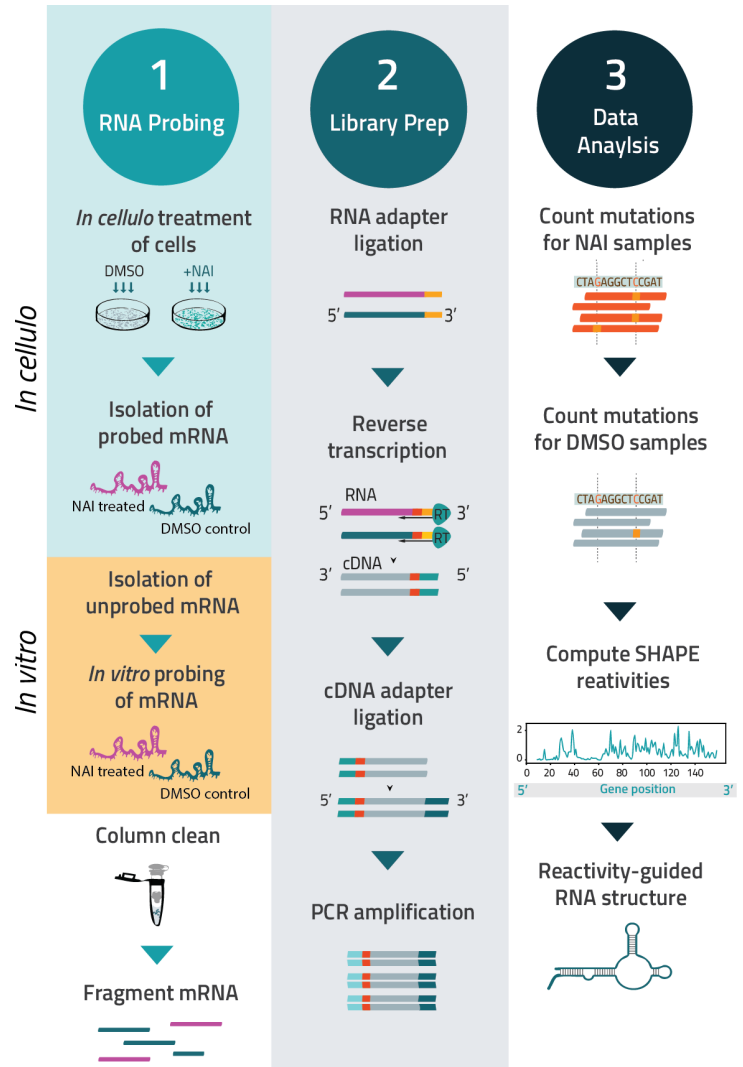 In cellulo
In vitro
1
RNA Probing
In cellulo treatment
of cells
DMSO
+NAI
Isolation of
probed mRNA
NAI treated
DMSO control
Isolation of
unprobed mRNA
In vitro probing
of mRNA
NAI treated
DMSO control
Column clean
Fragment mRNA
2
Library Prep
RNA adapter
ligation
5′ 3′
Reverse
transcription
RNA
5′ RT 3′
RT
cDNA
3′ 5′
cDNA adapter
ligation
5′ 3′
PCR amplification
3
Data
Anaylsis
Count mutations
for NAI samples
CTAGAGGCTCCGAT
Count mutations
for DMSO samples
CTAGAGGCTCCGAT
Compute SHAPE
reativities
2
0
0 20 40 60 80 100 120 140
5′ Gene position 3′
Reactivity-guided
RNA structure